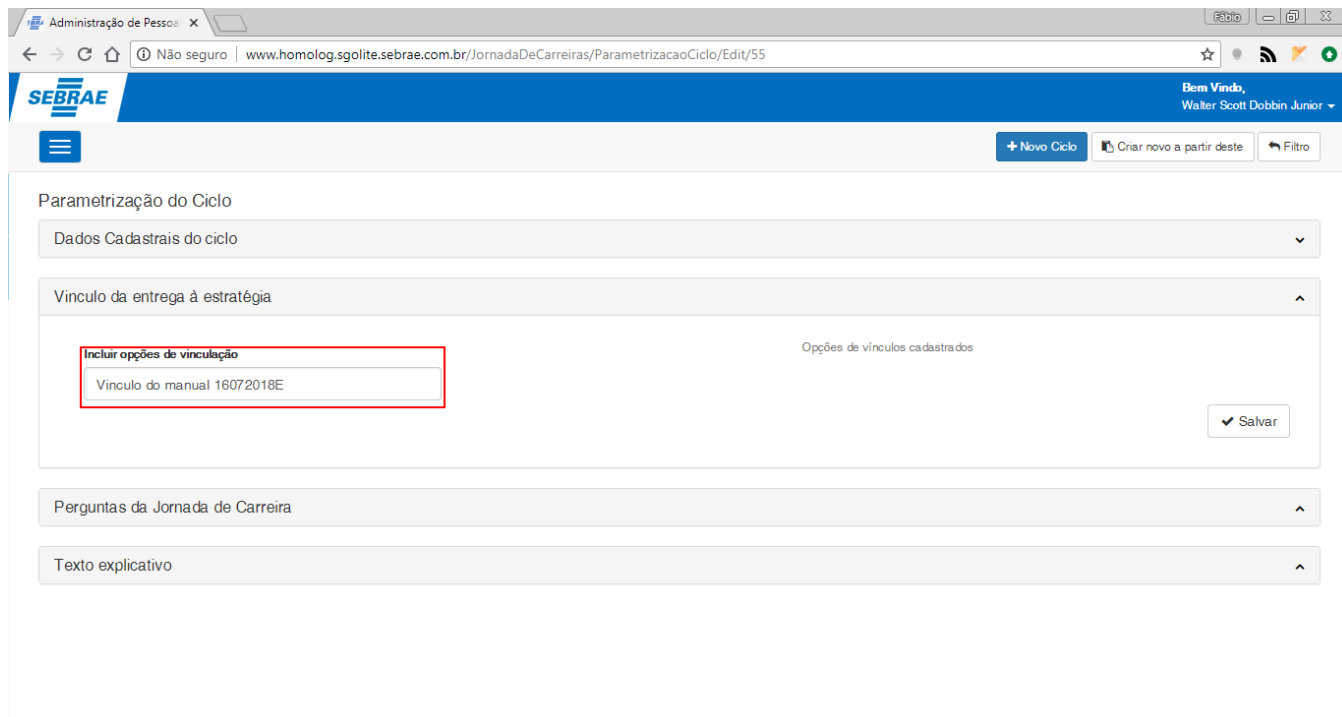 Administração de Pessoal
Fábio
Não seguro | www.homolog.sgolite.sebrae.com.br/JornadaDeCarreiras/ParametrizacaoCiclo/Edit/55
SEBRAE
Bem Vindo,
Walter Scott Dobbin Junior
Novo Ciclo
Criar novo a partir deste
Filtro
Parametrização do Ciclo
Dados Cadastrais do ciclo
Vinculo da entrega à estratégia
Incluir opções de vinculação
Opções de vínculos cadastrados
Vinculo do manual 16072018E
Salvar
Perguntas da Jornada de Carreira
Texto explicativo